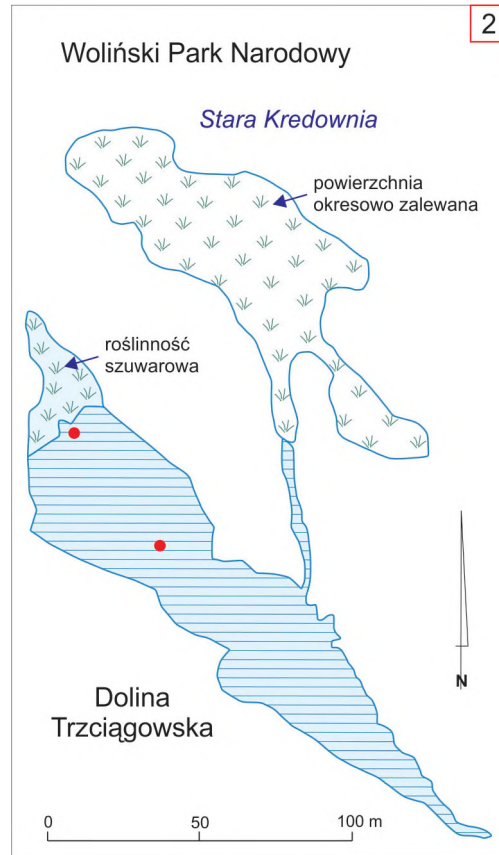 2
Woliński Park Narodowy
Stara Kredownia
powierzchnia
okresowo zalewana
roślinność
szuwarowa
N
Dolina
Trzciągowska
0 50 100 m